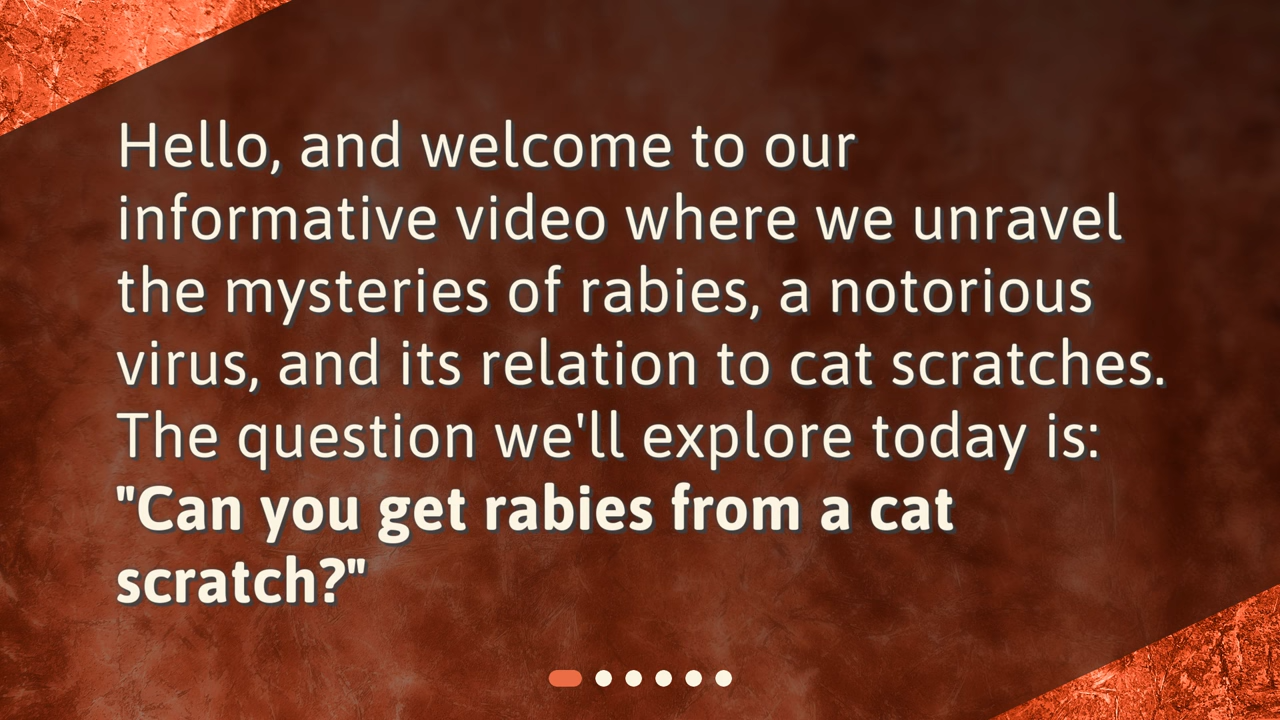 Hello, and welcome to our
informative video where we unravel
the mysteries of rabies, a notorious
virus, and its relation to cat scratches.
The question we'll explore today is:
"Can you get rabies from a cat
scratch?"